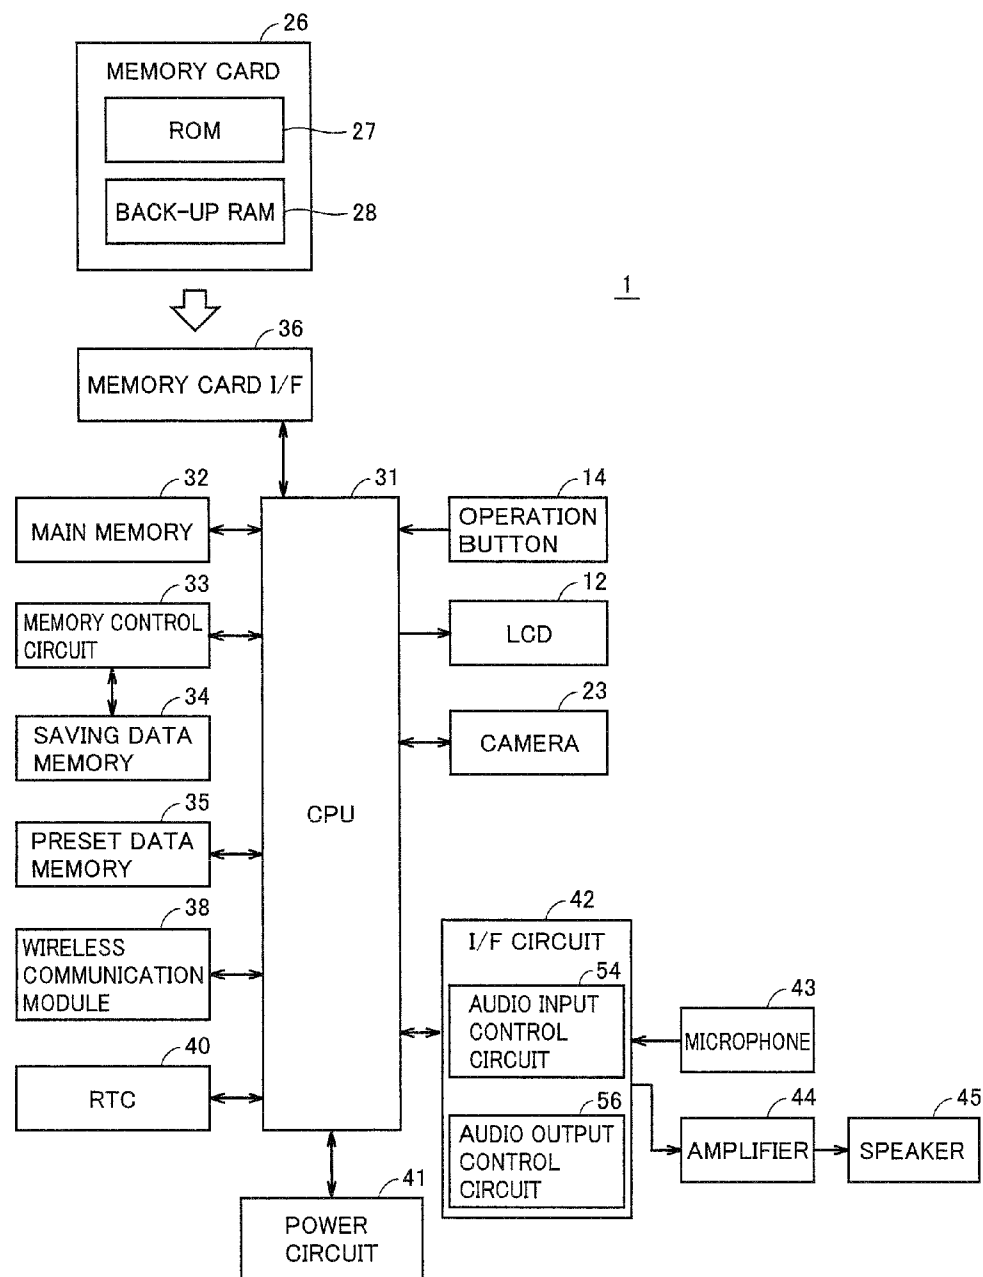 26
MEMORY CARD
ROM
27
BACK-UP RAM
28
1
36
MEMORY CARD I/F
32
MAIN MEMORY
31
CPU
14
OPERATION
BUTTON
33
MEMORY CONTROL
CIRCUIT
12
LCD
34
SAVING DATA
MEMORY
23
CAMERA
35
PRESET DATA
MEMORY
38
WIRELESS
COMMUNICATION
MODULE
42
I/F CIRCUIT
54
AUDIO INPUT
CONTROL
CIRCUIT
43
MICROPHONE
40
RTC
56
AUDIO OUTPUT
CONTROL
CIRCUIT
44
AMPLIFIER
45
SPEAKER
41
POWER
CIRCUIT